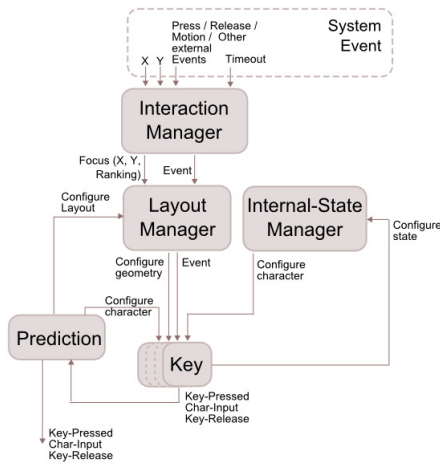 Press / Release /
Motion / Other
external
Events
X
Y
Timeout
System
Event
Interaction
Manager
Focus (X, Y,
Ranking)
Event
Configure
Layout
Layout
Manager
Internal-State
Manager
Configure
state
Configure
geometry
Event
Configure
character
Configure
character
Prediction
Key
Key-Pressed
Char-Input
Key-Release
Key-Pressed
Char-Input
Key-Release